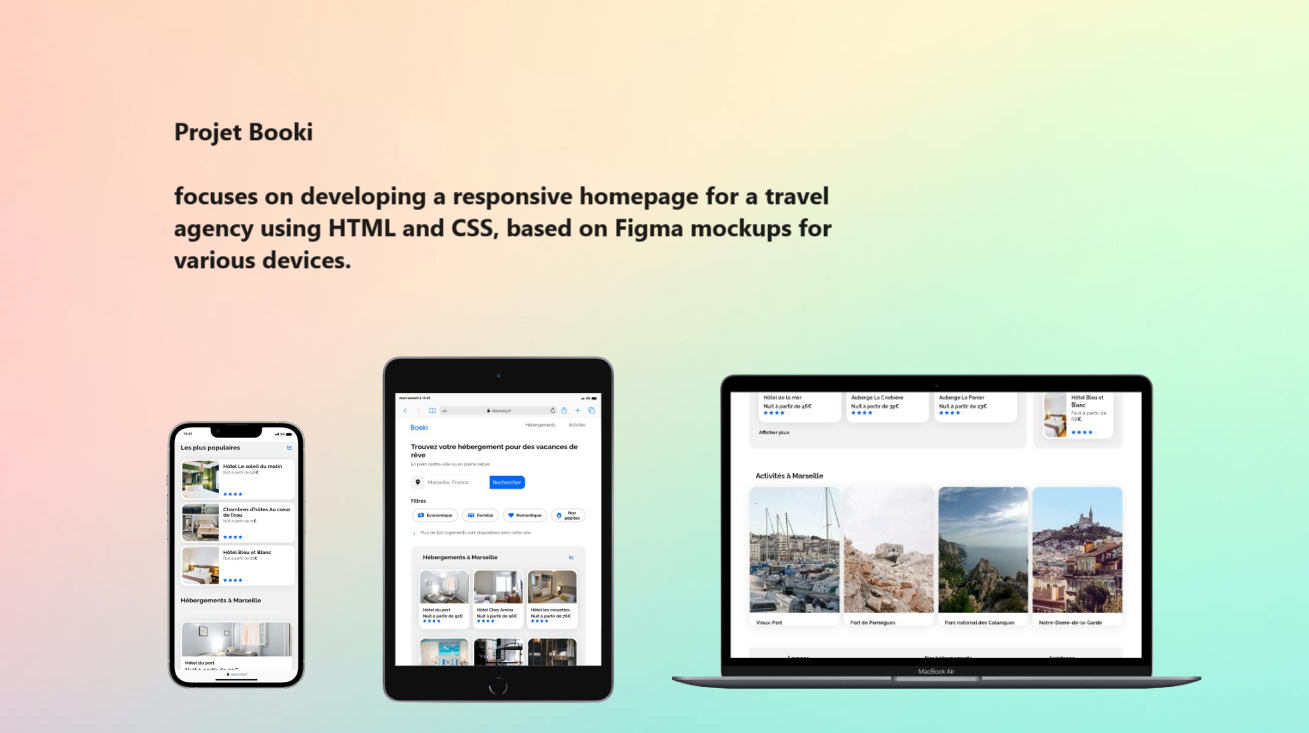 Projet Booki
focuses on developing a responsive homepage for a travel
agency using HTML and CSS, based on Figma mockups for
various devices.
Les plus populaires
Hôtel Le soleil du matin
Nuit à partir de
Chambres d'hôtes Au cœur
de l'eau
Nuit à partir de
Hôtel Bleu et Blanc
Nuit à partir de
Hébergements à Marseille
Hôtel du port
Booki
Hébergements
Activités
Trouvez votre hébergement pour des vacances de
rêve
En plein centre-ville ou en pleine nature
Marseille, France
Rechercher
Filtres
Économique
Familial
Romantique
Nos
pépites
Plus de 500 logements sont disponibles dans cette ville
Hébergements à Marseille
Hôtel du port
Nuit à partir de 52€
Hôtel Chez Amina
Nuit à partir de 96€
Hôtel les mouettes
Nuit à partir de 76€
Hôtel de la mer
Nuit à partir de 46€
Auberge La Cnebière
Nuit à partir de 35€
Auberge Le Panier
Nuit à partir de 23€
Hôtel Bleu et
Blanc
Nuit à partir de
68€
Afficher plus
Activités à Marseille
Vieux-Port
Fort de Pomègues
Parc national des Calanques
Notre-Dame-de-la-Garde
MacBook Air